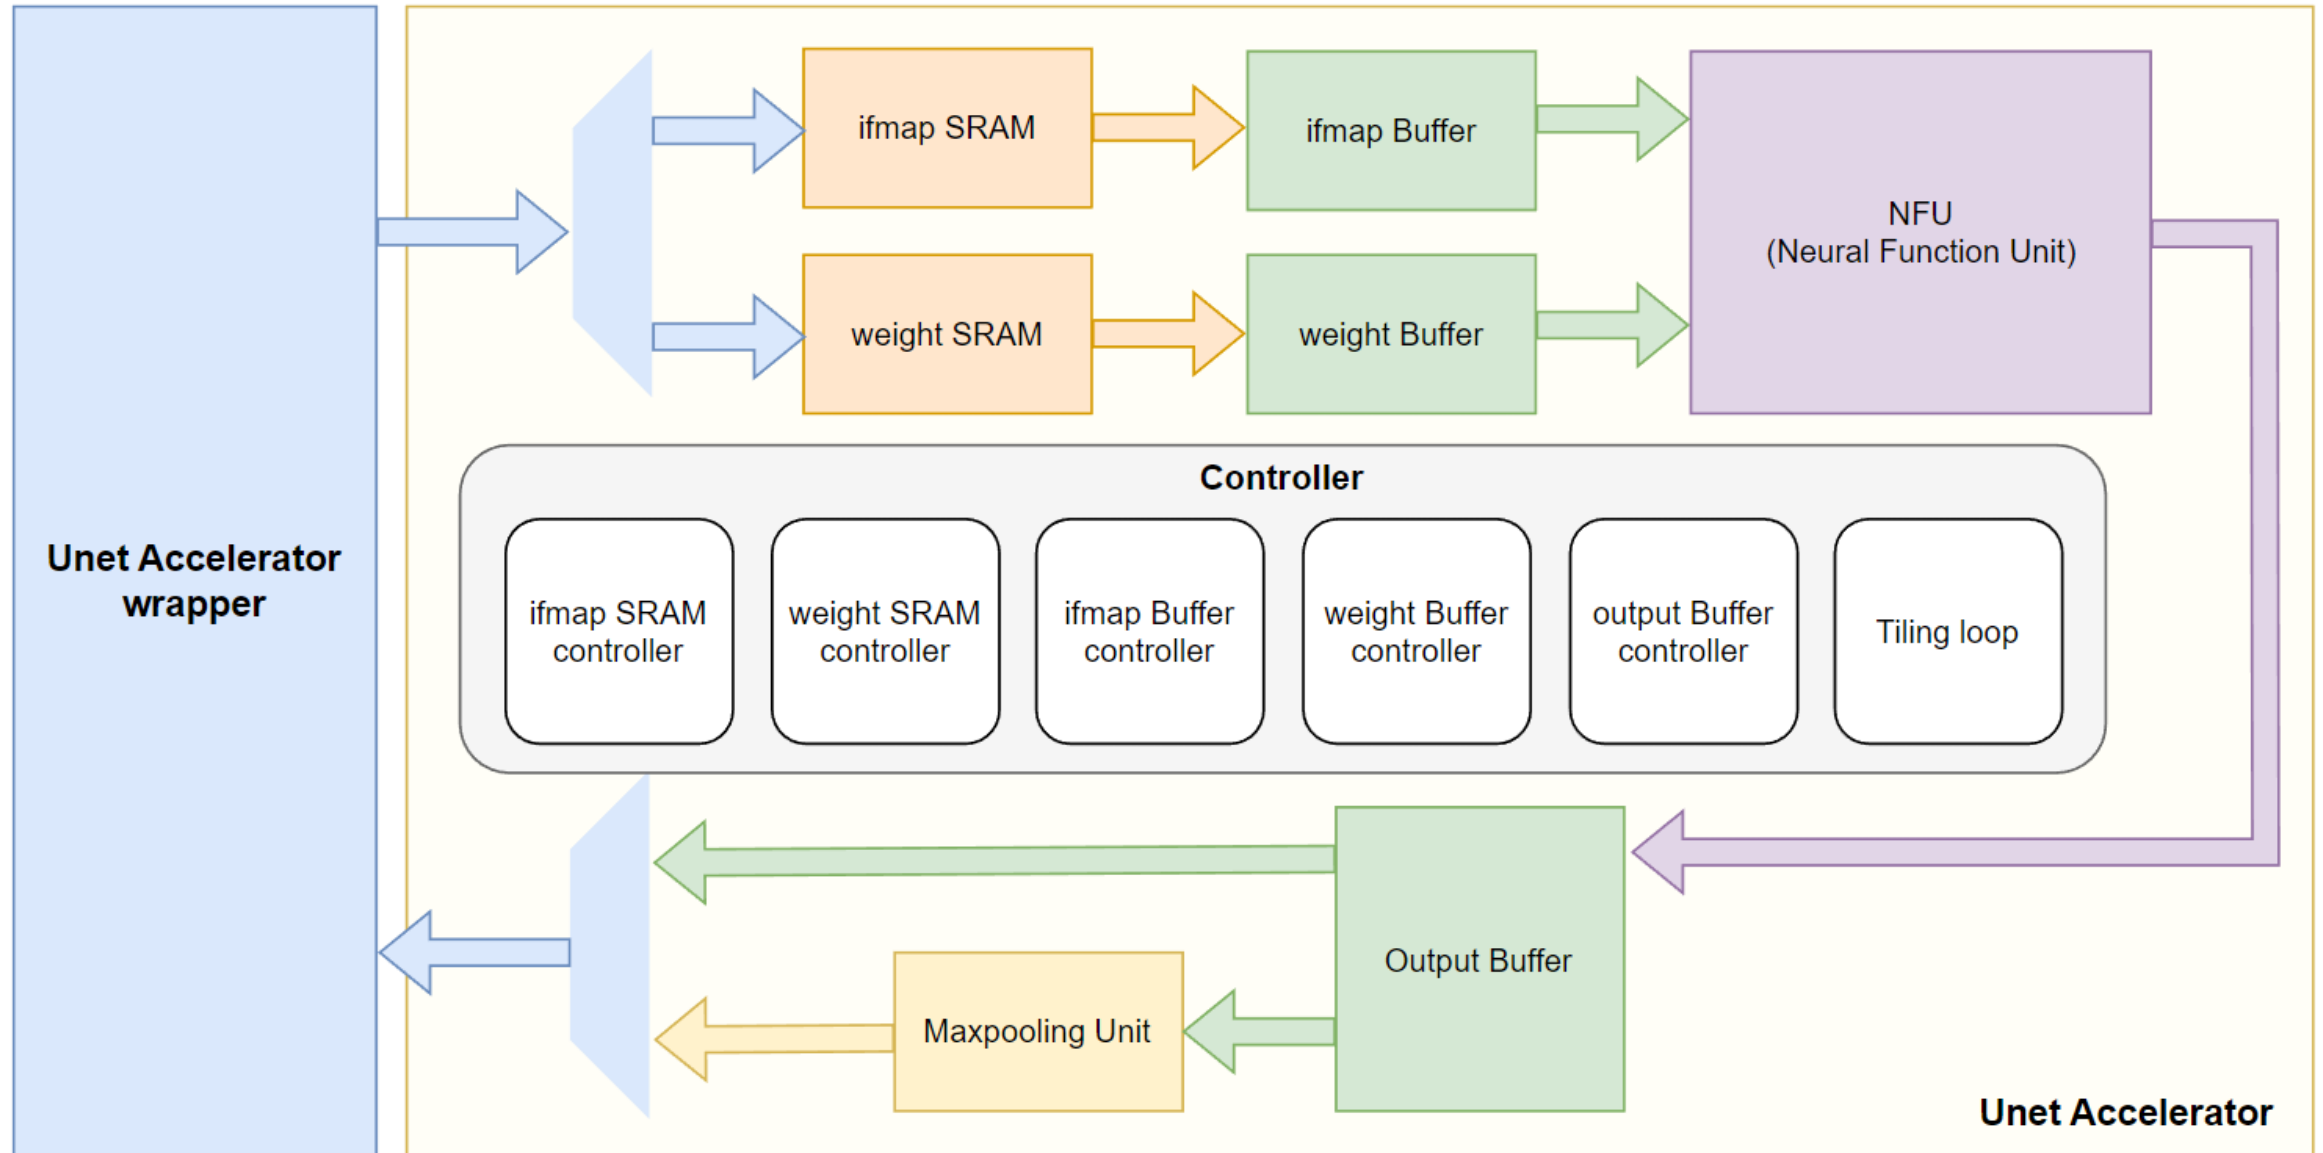 Unet Accelerator
wrapper
ifmap SRAM
ifmap Buffer
NFU
(Neural Function Unit)
weight SRAM
weight Buffer
Controller
ifmap SRAM
controller
weight SRAM
controller
ifmap Buffer
controller
weight Buffer
controller
output Buffer
controller
Tiling loop
Output Buffer
Maxpooling Unit
Unet Accelerator